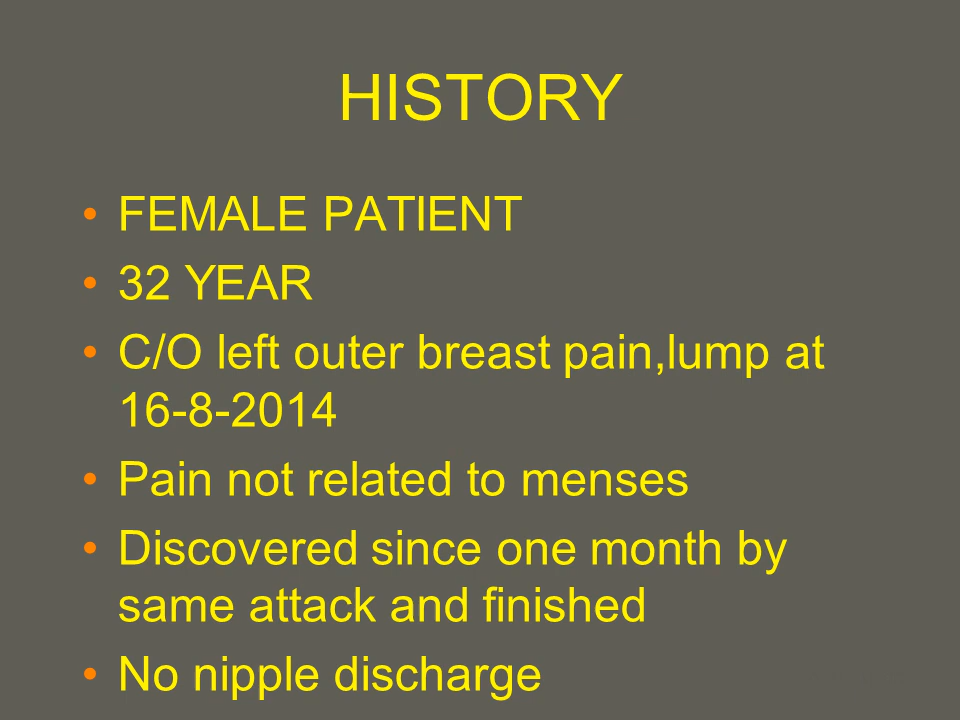 HISTORY
• FEMALE PATIENT
• 32 YEAR
• C/O left outer breast pain,lump at
16-8-2014
• Pain not related to menses
• Discovered since one month by
same attack and finished
• No nipple discharge